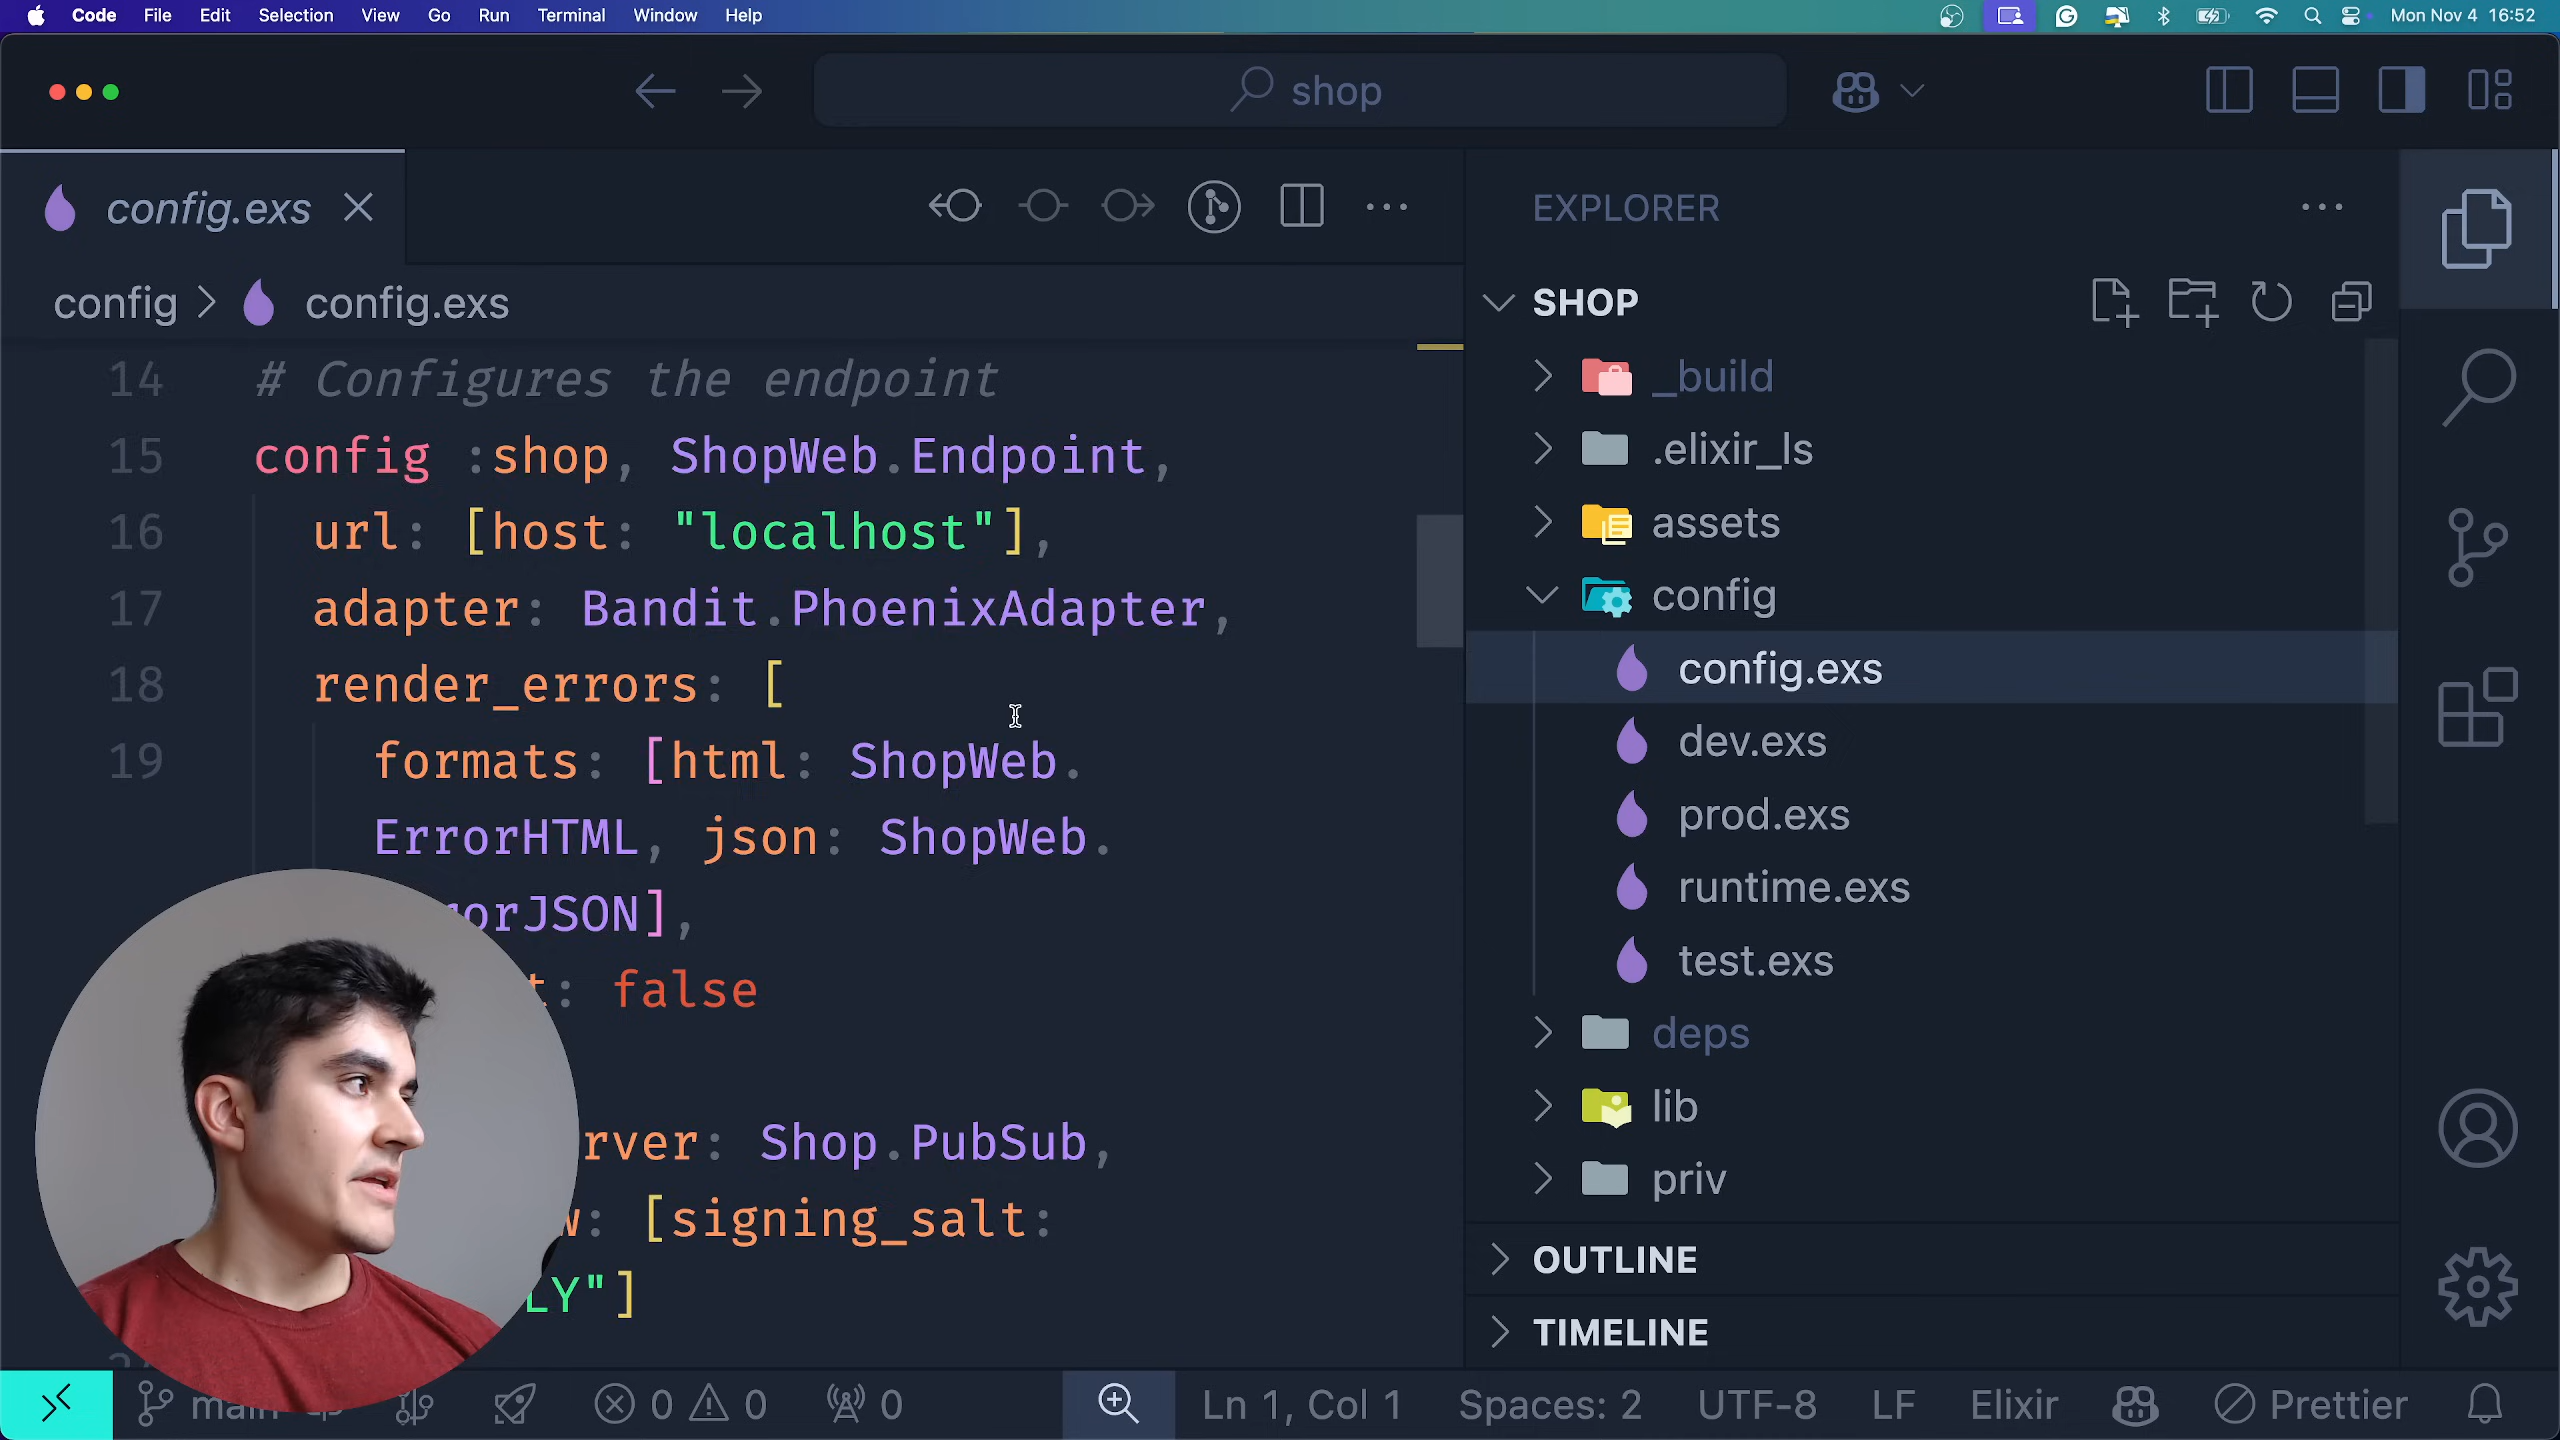 Code File Edit Selection View Go Run Terminal Window Help
Mon Nov 4 16:52
shop
config.exs
EXPLORER
config > config.exs
SHOP
14 # Configures the endpoint
15 config :shop, ShopWeb.Endpoint,
16 url: [host: "localhost"],
17 adapter: Bandit.PhoenixAdapter,
18 render_errors: [
19 formats: [html: ShopWeb.
ErrorHTML, json: ShopWeb.
rorJSON],
t: false
rver: Shop.PubSub,
w: [signing_salt:
LY"]
_build
.elixir_ls
assets
config
config.exs
dev.exs
prod.exs
runtime.exs
test.exs
deps
lib
priv
OUTLINE
TIMELINE
main
0 0 0
Ln 1, Col 1 Spaces: 2 UTF-8 LF Elixir Prettier